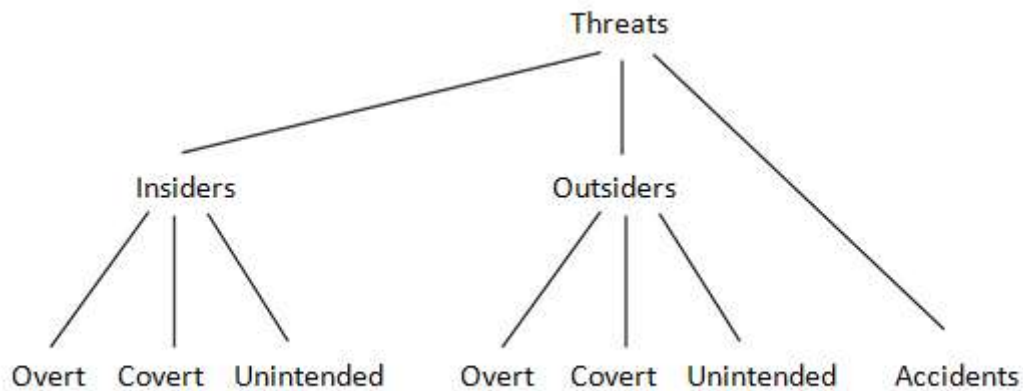 Threats
Insiders Outsiders
Overt Covert Unintended Overt Covert Unintended Accidents